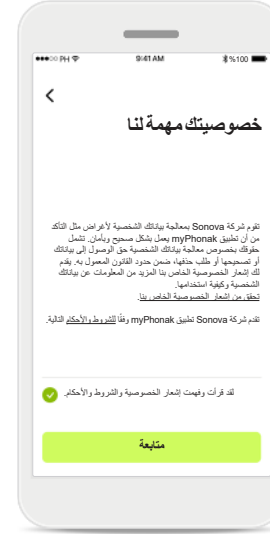 PH 9:41 AM %100
خصوصيتك مهمة لنا
تقوم شركة Sonova بمعالجة بياناتك الشخصية لأغراض مثل التأكد
من أن تطبيق myPhonak يعمل بشكل صحيح وبأمان. تشمل
حقوقك بخصوص معالجة بياناتك الشخصية حق الوصول إلى بياناتك
أو تصحيحها أو طلب حذفها، ضمن حدود القانون المعمول به. يقدم
لك إشعار الخصوصية الخاص بنا المزيد من المعلومات عن بياناتك
الشخصية وكيفية استخدامها.
تحقق من إشعار الخصوصية الخاص بنا.
تقدم شركة Sonova تطبيق myPhonak وفقًا للشروط والأحكام التالية.
لقد قرأت وفهمت إشعار الخصوصية والشروط والأحكام.
متابعة